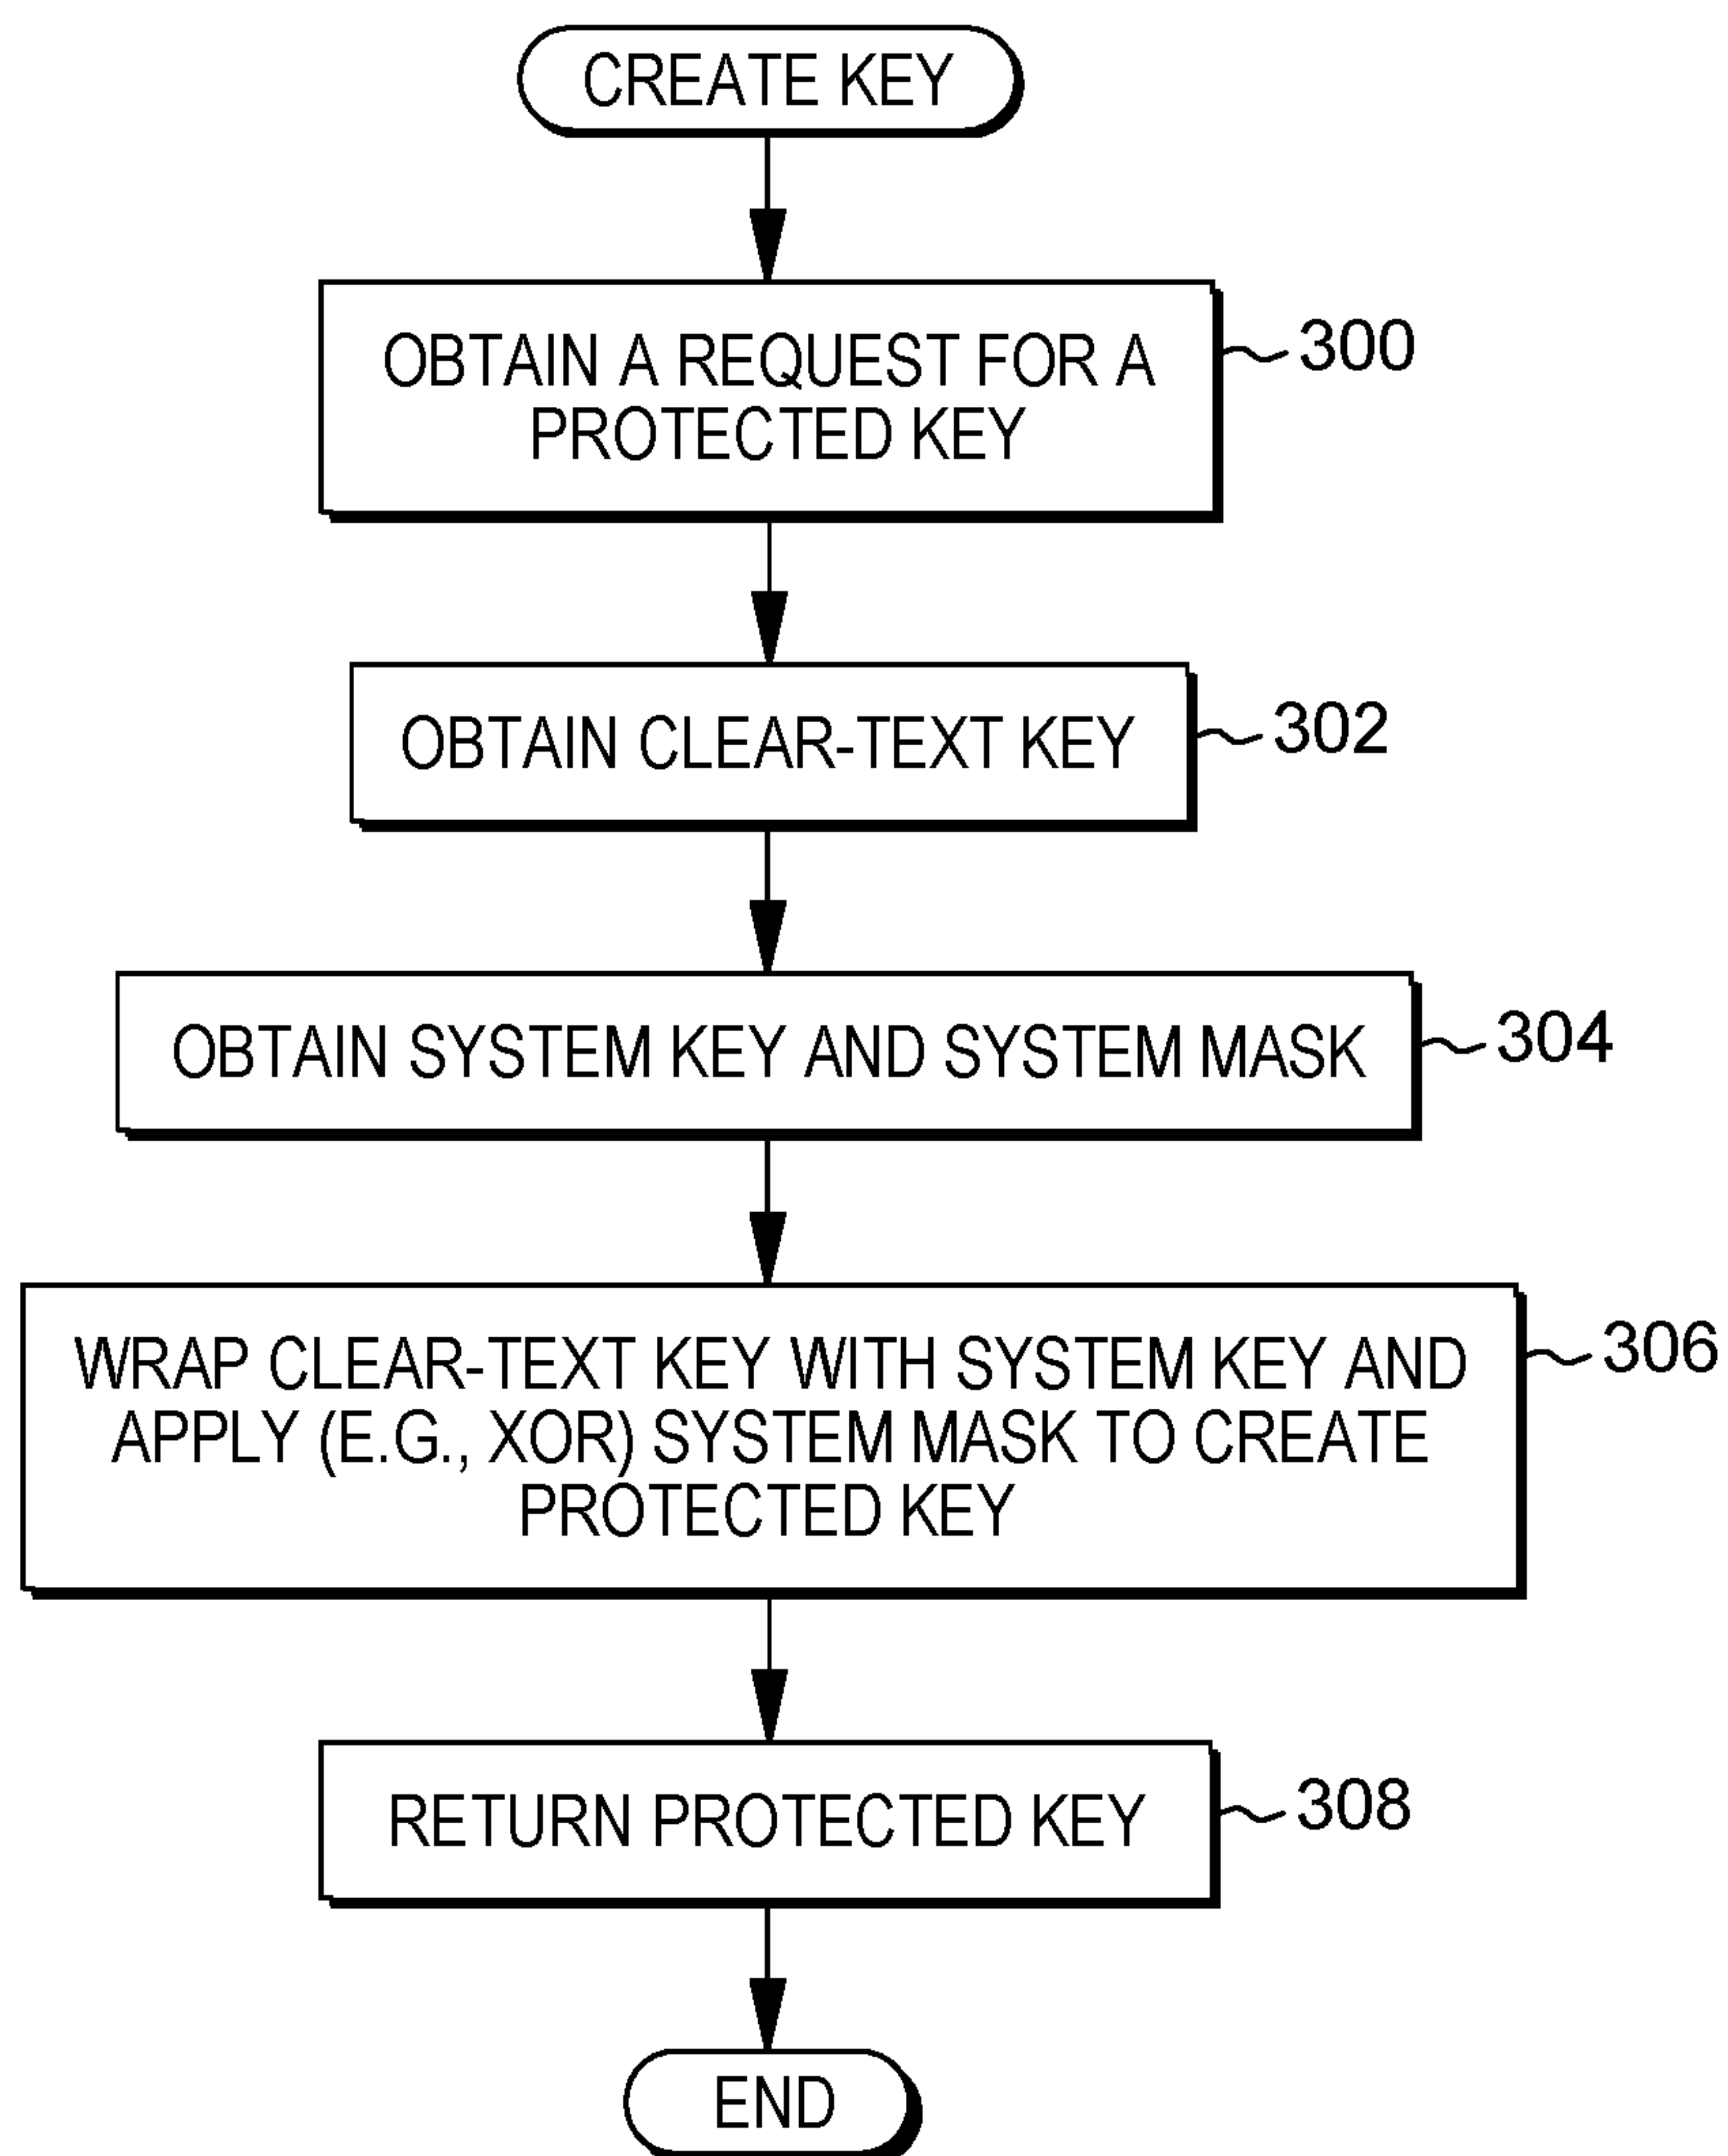 CREATE KEY
OBTAIN A REQUEST FOR A
PROTECTED KEY
300
OBTAIN CLEAR-TEXT KEY
302
OBTAIN SYSTEM KEY AND SYSTEM MASK
304
WRAP CLEAR-TEXT KEY WITH SYSTEM KEY AND
APPLY (E.G., XOR) SYSTEM MASK TO CREATE
PROTECTED KEY
306
RETURN PROTECTED KEY
308
END